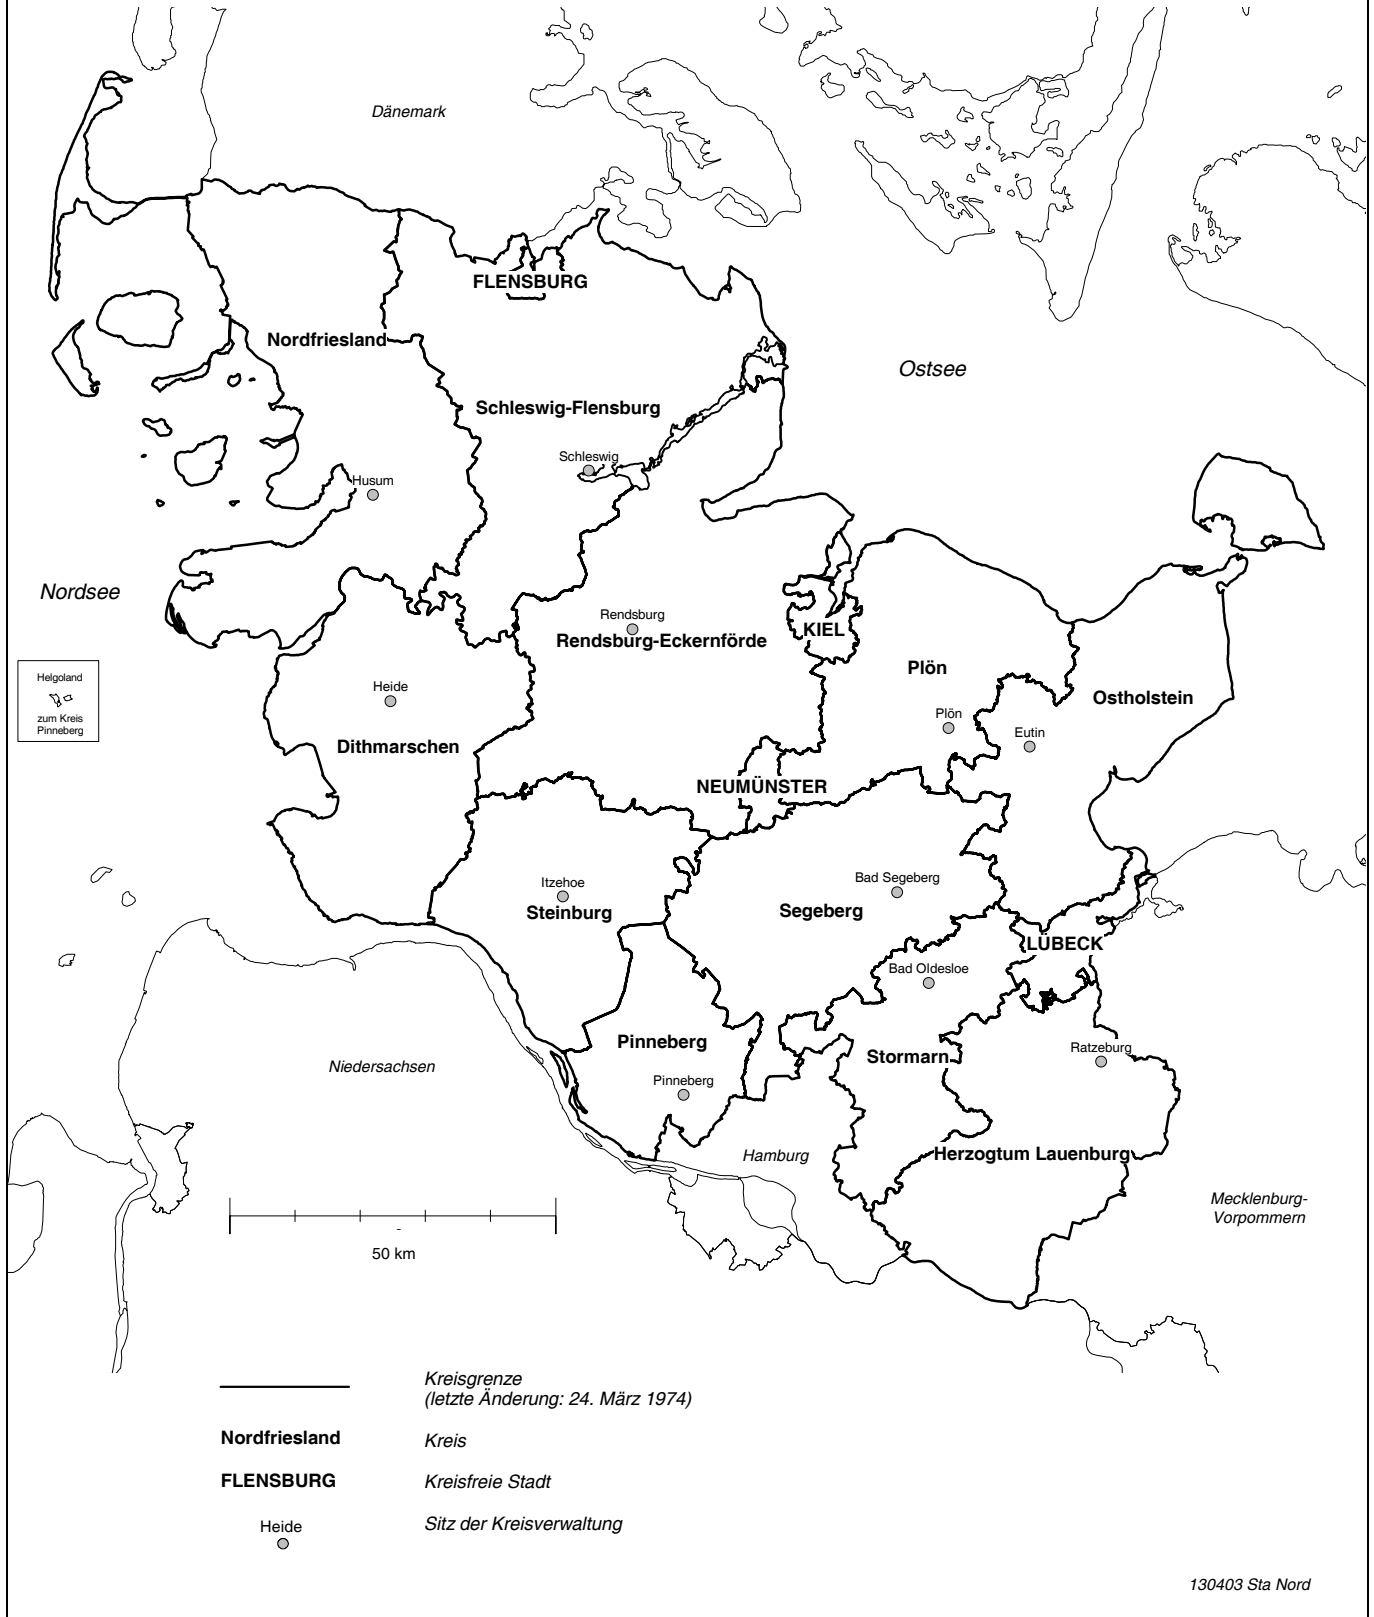 Dänemark
FLENSBURG
Nordfriesland
Ostsee
Schleswig-Flensburg
Schleswig
Husum
Nordsee
Rendsburg
Rendsburg-Eckernförde
KIEL
Helgoland
zum Kreis
Pinneberg
Heide
Dithmarschen
Plön
Plön
Ostholstein
Eutin
NEUMÜNSTER
Itzehoe
Steinburg
Bad Segeberg
Segeberg
LÜBECK
Bad Oldesloe
Pinneberg
Pinneberg
Stormarn
Ratzeburg
Niedersachsen
Hamburg
Herzogtum Lauenburg
Mecklenburg-
Vorpommern
50 km
Kreisgrenze
(letzte Änderung: 24. März 1974)
Nordfriesland Kreis
FLENSBURG Kreisfreie Stadt
Heide Sitz der Kreisverwaltung
130403 Sta Nord